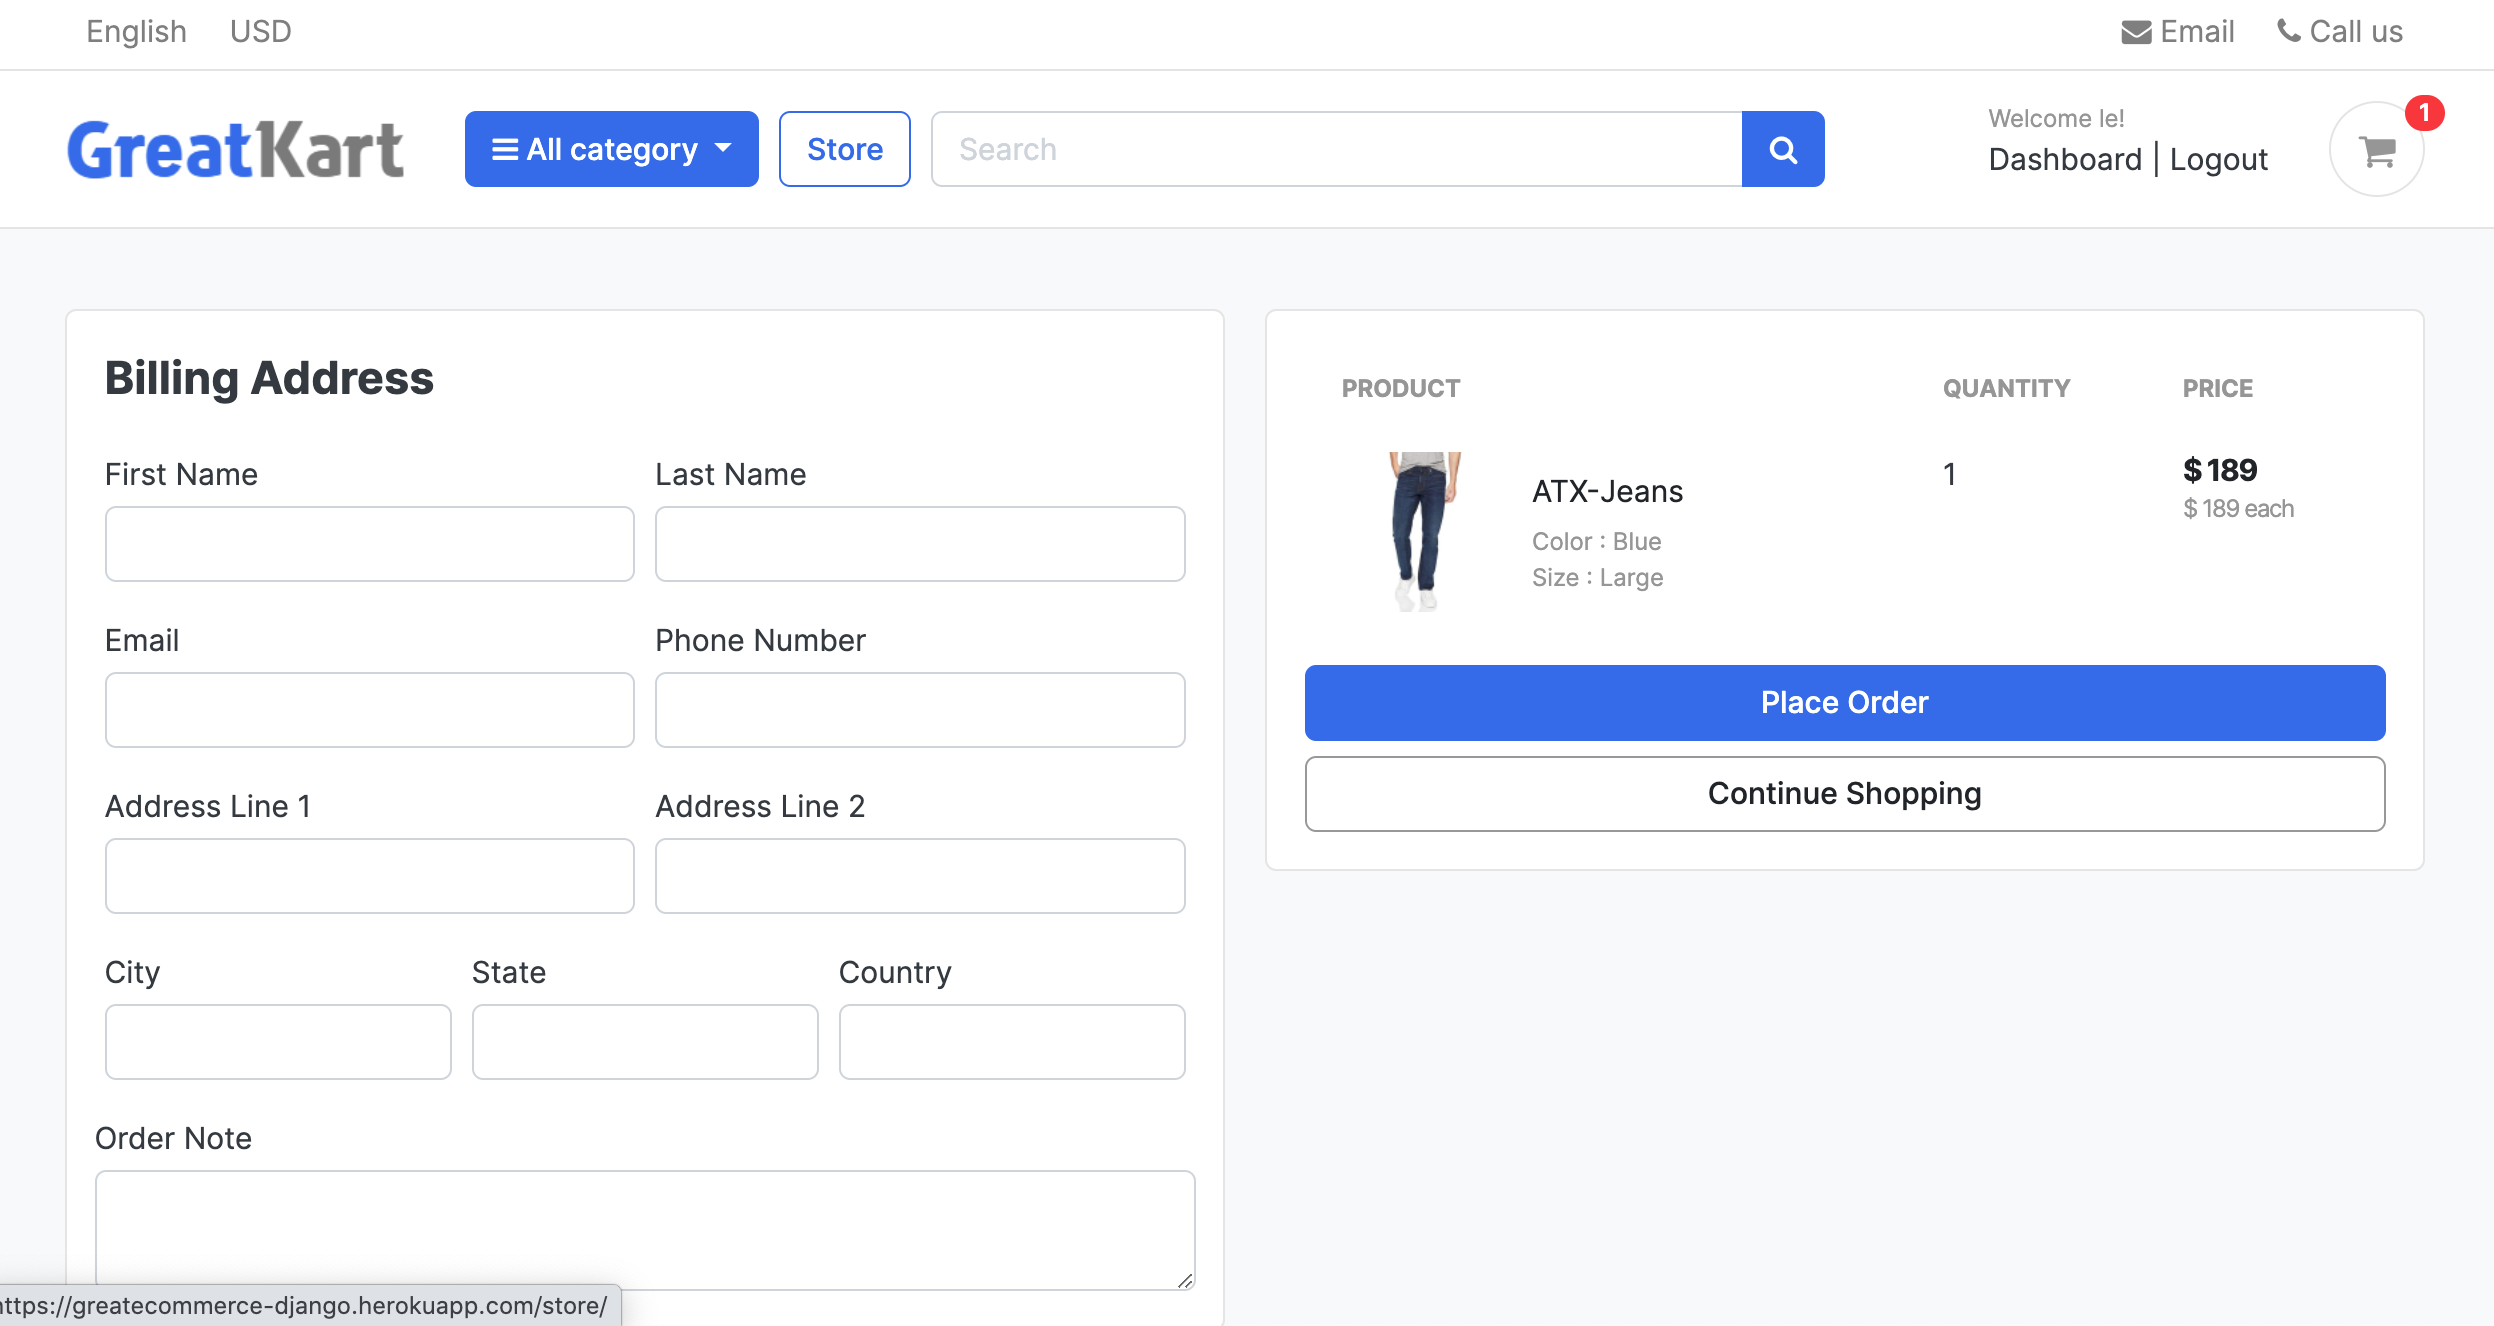 English USD Email Call us
GreatKart All category Store Search Welcome le!
Dashboard | Logout
1
Billing Address
First Name Last Name
Email Phone Number
Address Line 1 Address Line 2
City State Country
Order Note
PRODUCT QUANTITY PRICE
ATX-Jeans 1 $ 189
$ 189 each
Color : Blue
Size : Large
Place Order
Continue Shopping
ttps://greatecommerce-django.herokuapp.com/store/